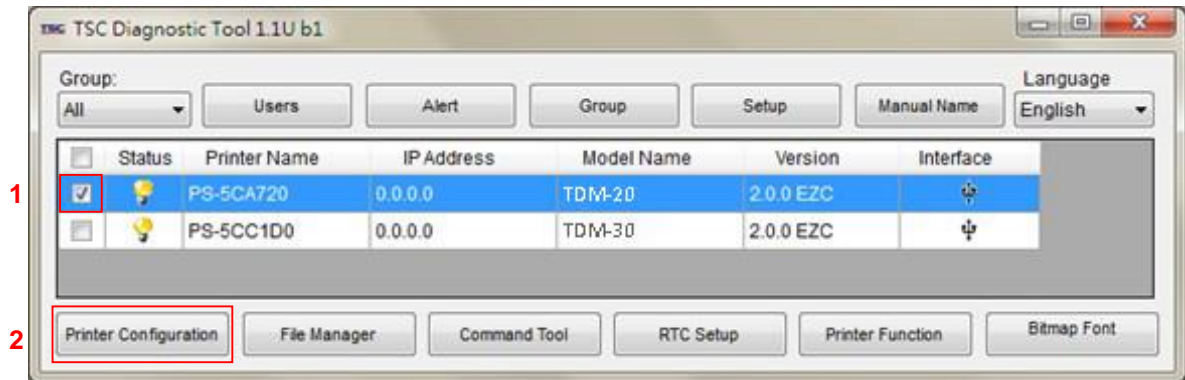 TSC TSC Diagnostic Tool 1.1U b1
Group: Language
All Users Alert Group Setup Manual Name English
Status Printer Name IP Address Model Name Version Interface
1 PS-5CA720 0.0.0.0 TDM-20 2.0.0 EZC
PS-5CC1D0 0.0.0.0 TDM-30 2.0.0 EZC
2 Printer Configuration File Manager Command Tool RTC Setup Printer Function Bitmap Font